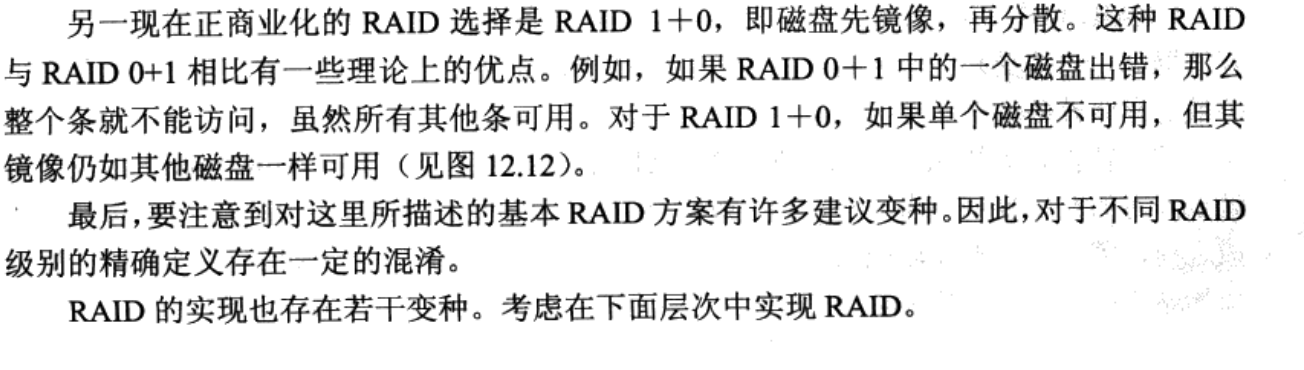 另一现在正商业化的 RAID 选择是 RAID 1＋0，即磁盘先镜像，再分散。这种 RAID
与 RAID 0+1 相比有一些理论上的优点。例如，如果 RAID 0＋1 中的一个磁盘出错，那么
整个条就不能访问，虽然所有其他条可用。对于 RAID 1＋0，如果单个磁盘不可用，但其
镜像仍如其他磁盘一样可用（见图 12.12）。
最后，要注意到对这里所描述的基本 RAID 方案有许多建议变种。因此，对于不同 RAID
级别的精确定义存在一定的混淆。
RAID 的实现也存在若干变种。考虑在下面层次中实现 RAID。